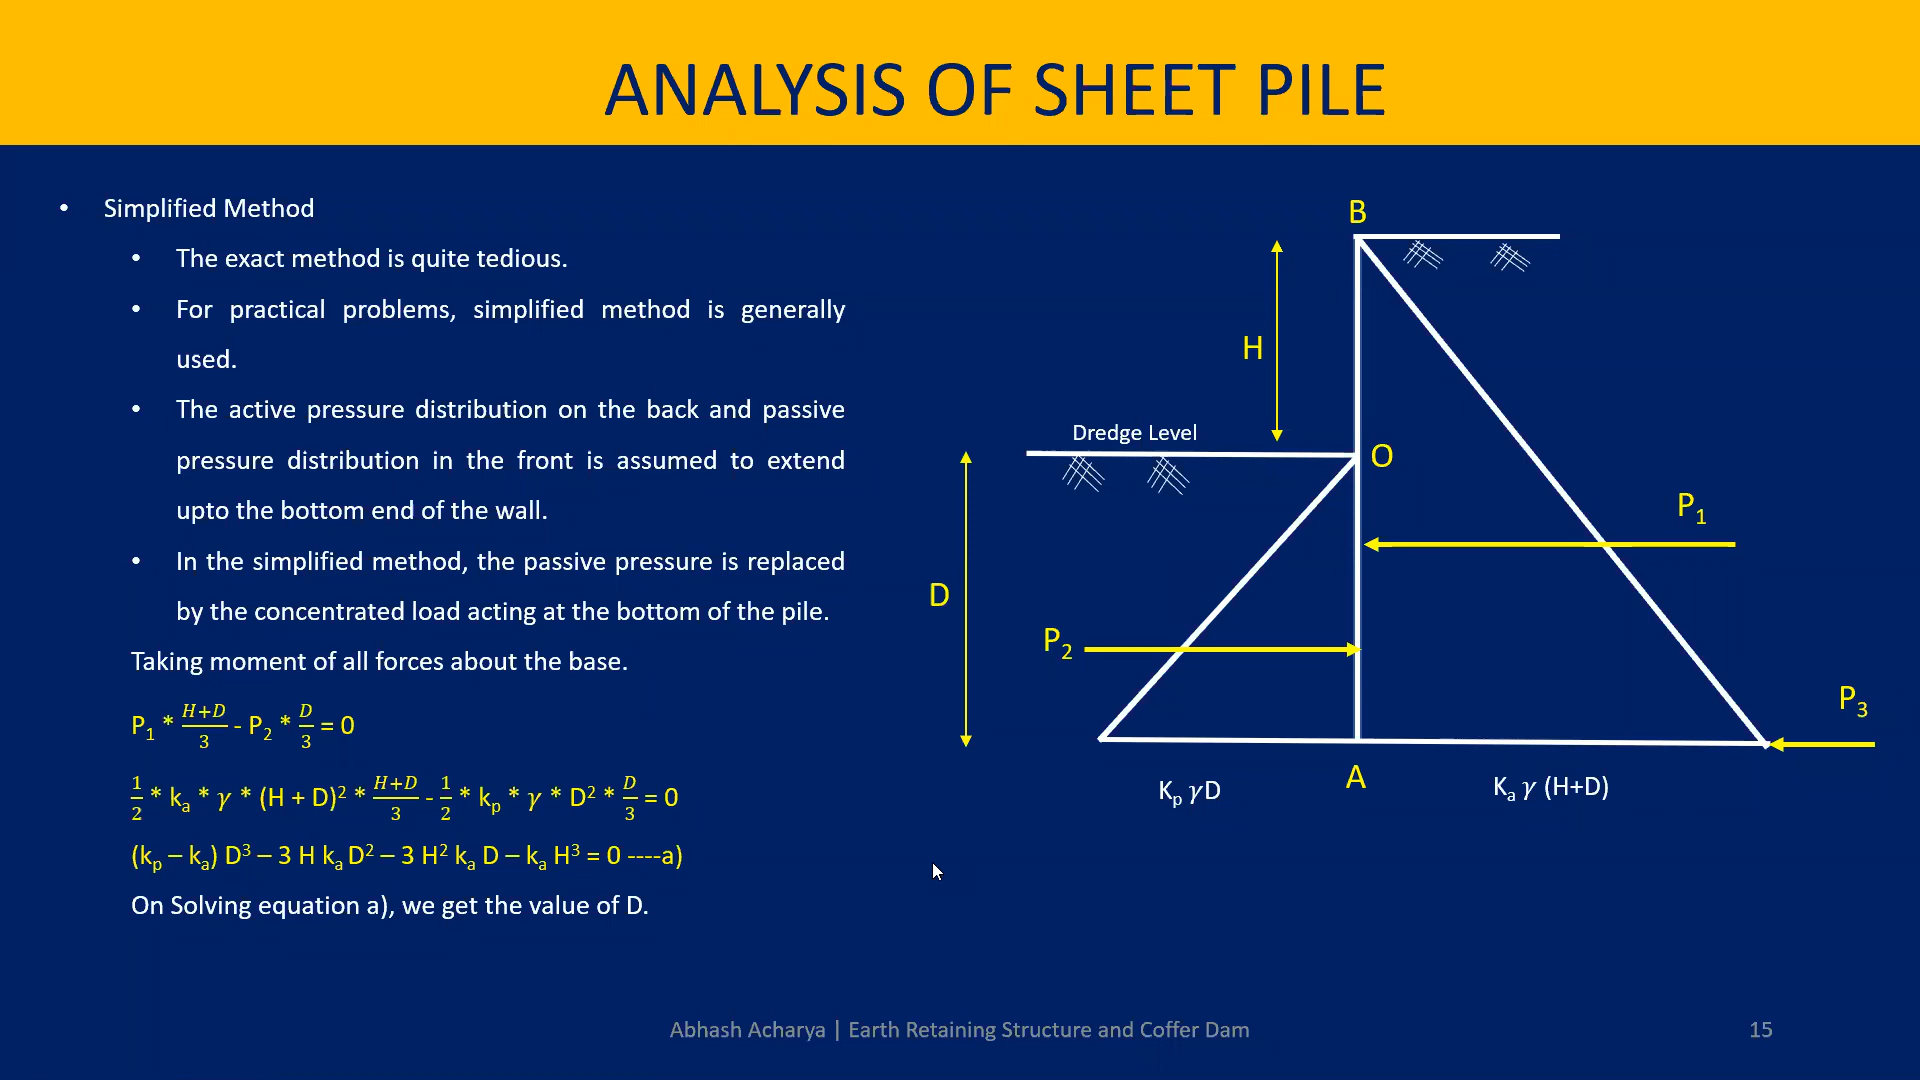 ANALYSIS OF SHEET PILE
• Simplified Method
• The exact method is quite tedious.
• For practical problems, simplified method is generally
used.
• The active pressure distribution on the back and passive
pressure distribution in the front is assumed to extend
upto the bottom end of the wall.
• In the simplified method, the passive pressure is replaced
by the concentrated load acting at the bottom of the pile.
Taking moment of all forces about the base.
P₁ * (H+D)/3 - P₂ * D/3 = 0
1/2 * kₐ * γ * (H + D)² * (H+D)/3 - 1/2 * kₚ * γ * D² * D/3 = 0
(kₚ – kₐ) D³ – 3 H kₐ D² – 3 H² kₐ D – kₐ H³ = 0 ----a)
On Solving equation a), we get the value of D.
B
H
Dredge Level
O
P₁
D
P₂
P₃
A
Kₚ γD
Kₐ γ (H+D)
Abhash Acharya | Earth Retaining Structure and Coffer Dam
15